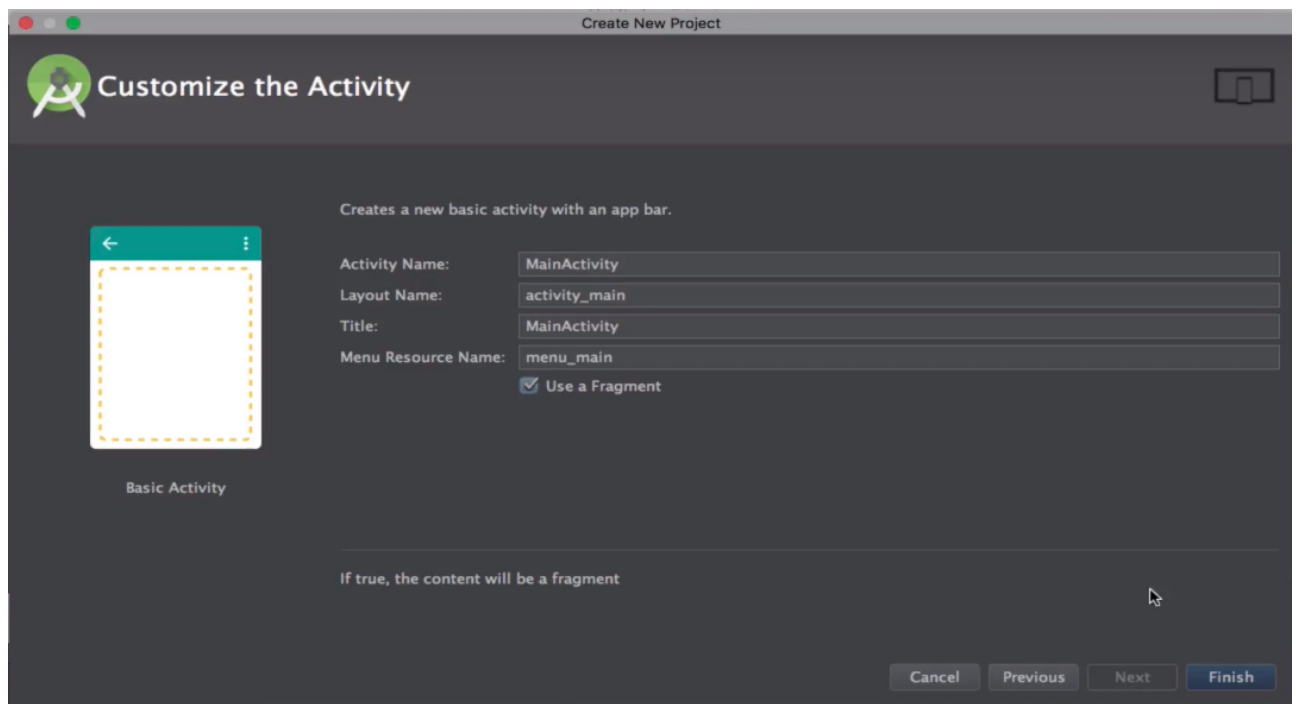 Create New Project
Customize the Activity
Creates a new basic activity with an app bar.
Activity Name: MainActivity
Layout Name: activity_main
Title: MainActivity
Menu Resource Name: menu_main
Use a Fragment
Basic Activity
If true, the content will be a fragment
Cancel Previous Next Finish